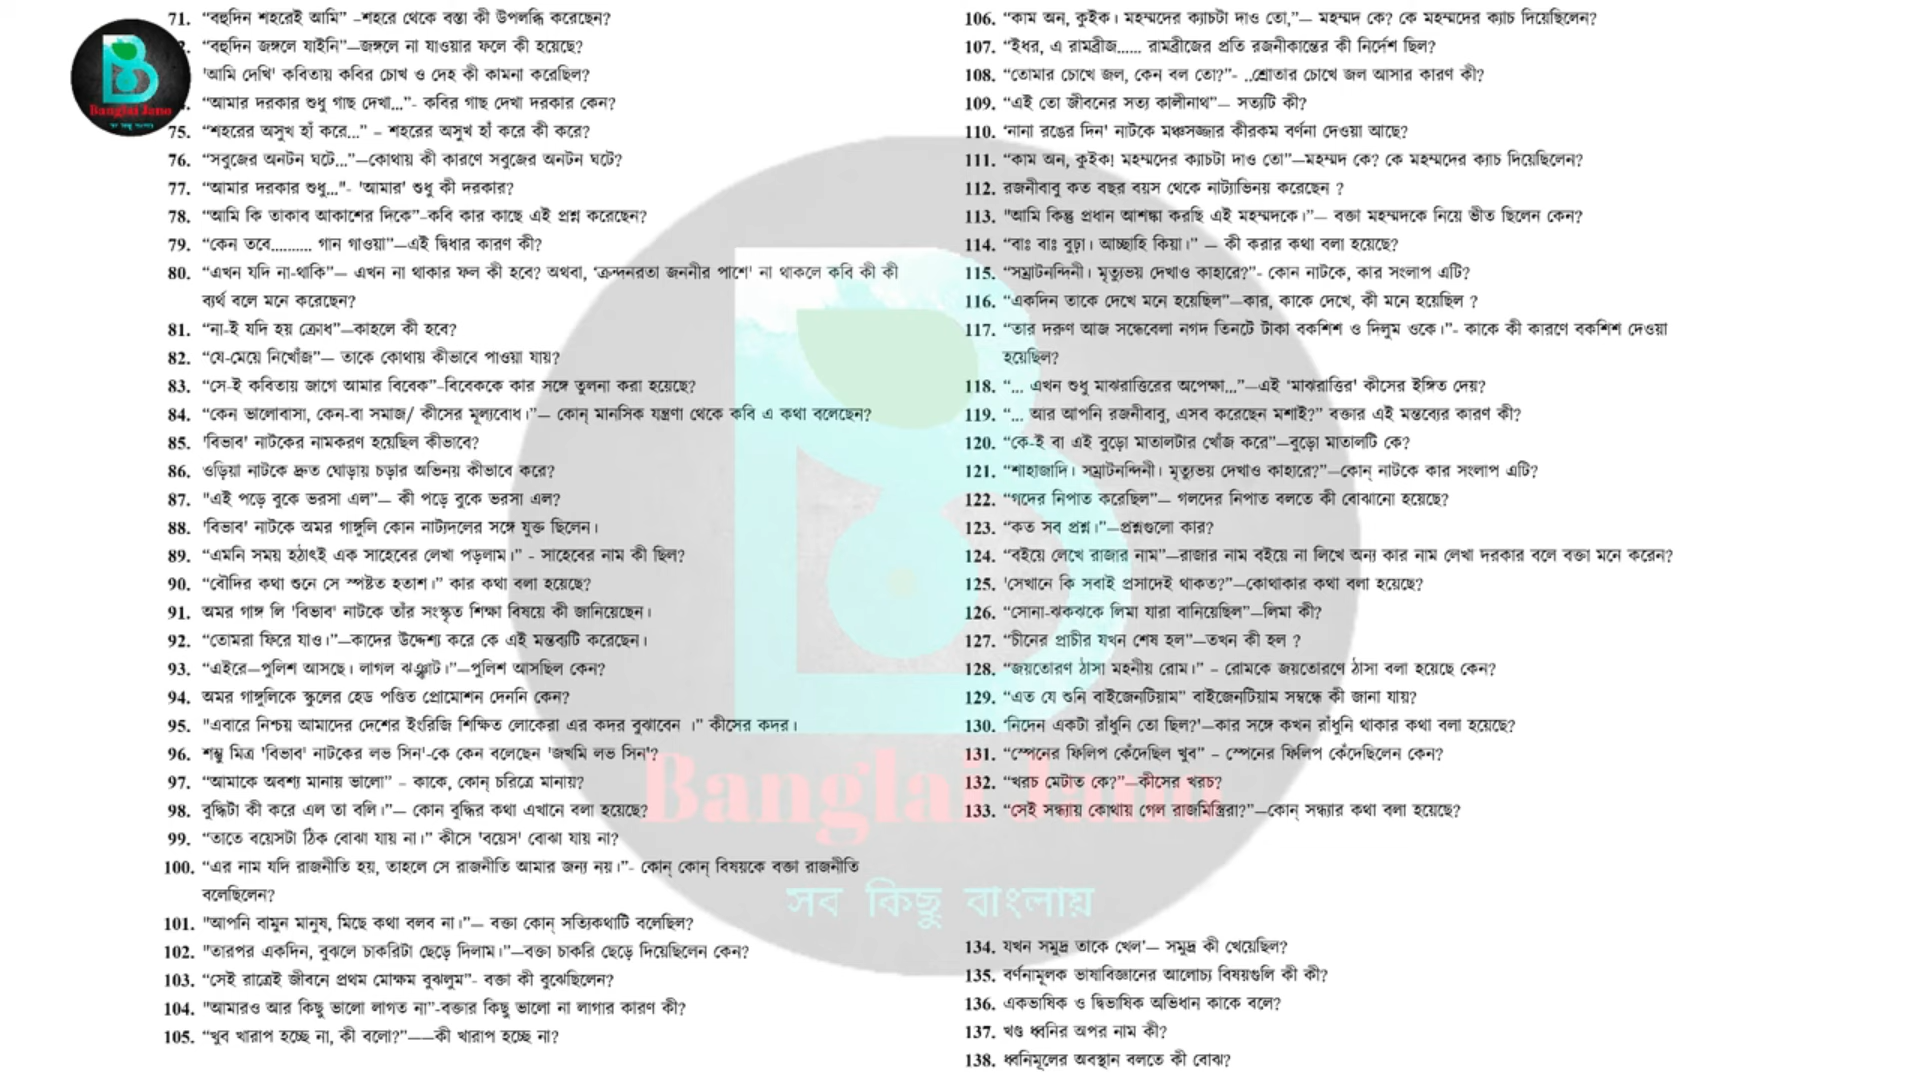 71. “বহুদিন শহরেই আমি” –শহরে থেকে বক্তা কী উপলব্ধি করেছেন?
2. “বহুদিন জঙ্গলে যাইনি”—জঙ্গলে না যাওয়ার ফলে কী হয়েছে?
'আমি দেখি' কবিতায় কবির চোখ ও দেহ কী কামনা করেছিল?
“আমার দরকার শুধু গাছ দেখা...”- কবির গাছ দেখা দরকার কেন?
75. “শহরের অসুখ হাঁ করে...” – শহরের অসুখ হাঁ করে কী করে?
76. “সবুজের অনটন ঘটে...”—কোথায় কী কারণে সবুজের অনটন ঘটে?
77. “আমার দরকার শুধু..."- 'আমার' শুধু কী দরকার?
78. “আমি কি তাকাব আকাশের দিকে”-কবি কার কাছে এই প্রশ্ন করেছেন?
79. “কেন তবে.......... গান গাওয়া”—এই দ্বিধার কারণ কী?
80. “এখন যদি না-থাকি”— এখন না থাকার ফল কী হবে? অথবা, ‘ক্রন্দনরতা জননীর পাশে' না থাকলে কবি কী কী
ব্যর্থ বলে মনে করেছেন?
81. “না-ই যদি হয় ক্রোধ”—কাহলে কী হবে?
82. “যে-মেয়ে নিখোঁজ”— তাকে কোথায় কীভাবে পাওয়া যায়?
83. “সে-ই কবিতায় জাগে আমার বিবেক”-বিবেককে কার সঙ্গে তুলনা করা হয়েছে?
84. “কেন ভালোবাসা, কেন-বা সমাজ/ কীসের মূল্যবোধ।”— কোন্ মানসিক যন্ত্রণা থেকে কবি এ কথা বলেছেন?
85. 'বিভাব' নাটকের নামকরণ হয়েছিল কীভাবে?
86. ওড়িয়া নাটকে দ্রুত ঘোড়ায় চড়ার অভিনয় কীভাবে করে?
87. "এই পড়ে বুকে ভরসা এল”— কী পড়ে বুকে ভরসা এল?
88. 'বিভাব' নাটকে অমর গাঙ্গুলি কোন নাট্যদলের সঙ্গে যুক্ত ছিলেন।
89. “এমনি সময় হঠাৎই এক সাহেবের লেখা পড়লাম।” - সাহেবের নাম কী ছিল?
90. “বৌদির কথা শুনে সে স্পষ্টত হতাশ।” কার কথা বলা হয়েছে?
91. অমর গাঙ্গ লি 'বিভাব' নাটকে তাঁর সংস্কৃত শিক্ষা বিষয়ে কী জানিয়েছেন।
92. “তোমরা ফিরে যাও।”—কাদের উদ্দেশ্য করে কে এই মন্তব্যটি করেছেন।
93. “এইরে—পুলিশ আসছে। লাগল ঝঞ্ঝাট।”—পুলিশ আসছিল কেন?
94. অমর গাঙ্গুলিকে স্কুলের হেড পণ্ডিত প্রোমোশন দেননি কেন?
95. "এবারে নিশ্চয় আমাদের দেশের ইংরিজি শিক্ষিত লোকেরা এর কদর বুঝাবেন ।” কীসের কদর।
96. শম্ভু মিত্র 'বিভাব' নাটকের লভ সিন'-কে কেন বলেছেন 'জখমি লভ সিন'?
97. “আমাকে অবশ্য মানায় ভালো” – কাকে, কোন্ চরিত্রে মানায়?
98. বুদ্ধিটা কী করে এল তা বলি।”— কোন বুদ্ধির কথা এখানে বলা হয়েছে?
99. “তাতে বয়েসটা ঠিক বোঝা যায় না।” কীসে 'বয়েস' বোঝা যায় না?
100. “এর নাম যদি রাজনীতি হয়, তাহলে সে রাজনীতি আমার জন্য নয়।”- কোন্ কোন্ বিষয়কে বক্তা রাজনীতি
বলেছিলেন?
101. "আপনি বামুন মানুষ, মিছে কথা বলব না।”— বক্তা কোন্ সত্যিকথাটি বলেছিল?
102. "তারপর একদিন, বুঝলে চাকরিটা ছেড়ে দিলাম।”—বক্তা চাকরি ছেড়ে দিয়েছিলেন কেন?
103. “সেই রাত্রেই জীবনে প্রথম মোক্ষম বুঝলুম”- বক্তা কী বুঝেছিলেন?
104. "আমারও আর কিছু ভালো লাগত না”-বক্তার কিছু ভালো না লাগার কারণ কী?
105. “খুব খারাপ হচ্ছে না, কী বলো?”—–কী খারাপ হচ্ছে না?
106. “কাম অন, কুইক। মহম্মদের ক্যাচটা দাও তো,”— মহম্মদ কে? কে মহম্মদের ক্যাচ দিয়েছিলেন?
107. “ইধর, এ রামব্রীজ...... রামব্রীজের প্রতি রজনীকান্তের কী নির্দেশ ছিল?
108. “তোমার চোখে জল, কেন বল তো?”- ..শ্রোতার চোখে জল আসার কারণ কী?
109. “এই তো জীবনের সত্য কালীনাথ”— সত্যটি কী?
110. ‘নানা রঙের দিন' নাটকে মঞ্চসজ্জার কীরকম বর্ণনা দেওয়া আছে?
111. “কাম অন, কুইক! মহম্মদের ক্যাচটা দাও তো”—মহম্মদ কে? কে মহম্মদের ক্যাচ দিয়েছিলেন?
112. রজনীবাবু কত বছর বয়স থেকে নাট্যাভিনয় করেছেন ?
113. "আমি কিন্তু প্রধান আশঙ্কা করছি এই মহম্মদকে।”— বক্তা মহম্মদকে নিয়ে ভীত ছিলেন কেন?
114. “বাঃ বাঃ বুঢ়া। আচ্ছাহি কিয়া।” — কী করার কথা বলা হয়েছে?
115. “সম্রাটনন্দিনী। মৃত্যুভয় দেখাও কাহারে?”- কোন নাটকে, কার সংলাপ এটি?
116. “একদিন তাকে দেখে মনে হয়েছিল”—কার, কাকে দেখে, কী মনে হয়েছিল ?
117. “তার দরুণ আজ সন্ধেবেলা নগদ তিনটে টাকা বকশিশ ও দিলুম ওকে।”- কাকে কী কারণে বকশিশ দেওয়া
হয়েছিল?
118. “... এখন শুধু মাঝরাত্তিরের অপেক্ষা...”—এই ‘মাঝরাত্তির' কীসের ইঙ্গিত দেয়?
119. “... আর আপনি রজনীবাবু, এসব করেছেন মশাই?” বক্তার এই মন্তব্যের কারণ কী?
120. “কে-ই বা এই বুড়ো মাতালটার খোঁজ করে”—বুড়ো মাতালটি কে?
121. “শাহাজাদি। সম্রাটনন্দিনী। মৃত্যুভয় দেখাও কাহারে?”—কোন্ নাটকে কার সংলাপ এটি?
122. “গদের নিপাত করেছিল”— গলদের নিপাত বলতে কী বোঝানো হয়েছে?
123. “কত সব প্রশ্ন।”—প্রশ্নগুলো কার?
124. “বইয়ে লেখে রাজার নাম”—রাজার নাম বইয়ে না লিখে অন্য কার নাম লেখা দরকার বলে বক্তা মনে করেন?
125. 'সেখানে কি সবাই প্রসাদেই থাকত?”—কোথাকার কথা বলা হয়েছে?
126. “সোনা-ঝকঝকে লিমা যারা বানিয়েছিল”—লিমা কী?
127. “চীনের প্রাচীর যখন শেষ হল”—তখন কী হল ?
128. “জয়তোরণ ঠাসা মহনীয় রোম।” – রোমকে জয়তোরণে ঠাসা বলা হয়েছে কেন?
129. “এত যে শুনি বাইজেনটিয়াম” বাইজেনটিয়াম সম্বন্ধে কী জানা যায়?
130. ‘নিদেন একটা রাঁধুনি তো ছিল?'—কার সঙ্গে কখন রাঁধুনি থাকার কথা বলা হয়েছে?
131. “স্পেনের ফিলিপ কেঁদেছিল খুব” – স্পেনের ফিলিপ কেঁদেছিলেন কেন?
132. “খরচ মেটাত কে?”—কীসের খরচ?
133. “সেই সন্ধ্যায় কোথায় গেল রাজমিস্ত্রিরা?”—কোন্ সন্ধ্যার কথা বলা হয়েছে?
134. যখন সমুদ্র তাকে খেল'— সমুদ্র কী খেয়েছিল?
135. বর্ণনামূলক ভাষাবিজ্ঞানের আলোচ্য বিষয়গুলি কী কী?
136. একভাষিক ও দ্বিভাষিক অভিধান কাকে বলে?
137. খণ্ড ধ্বনির অপর নাম কী?
138. ধ্বনিমূলের অবস্থান বলতে কী বোঝ?
Banglai Jano
সব কিছু বাংলায়
Banglai Jano
সব কিছু বাংলায়